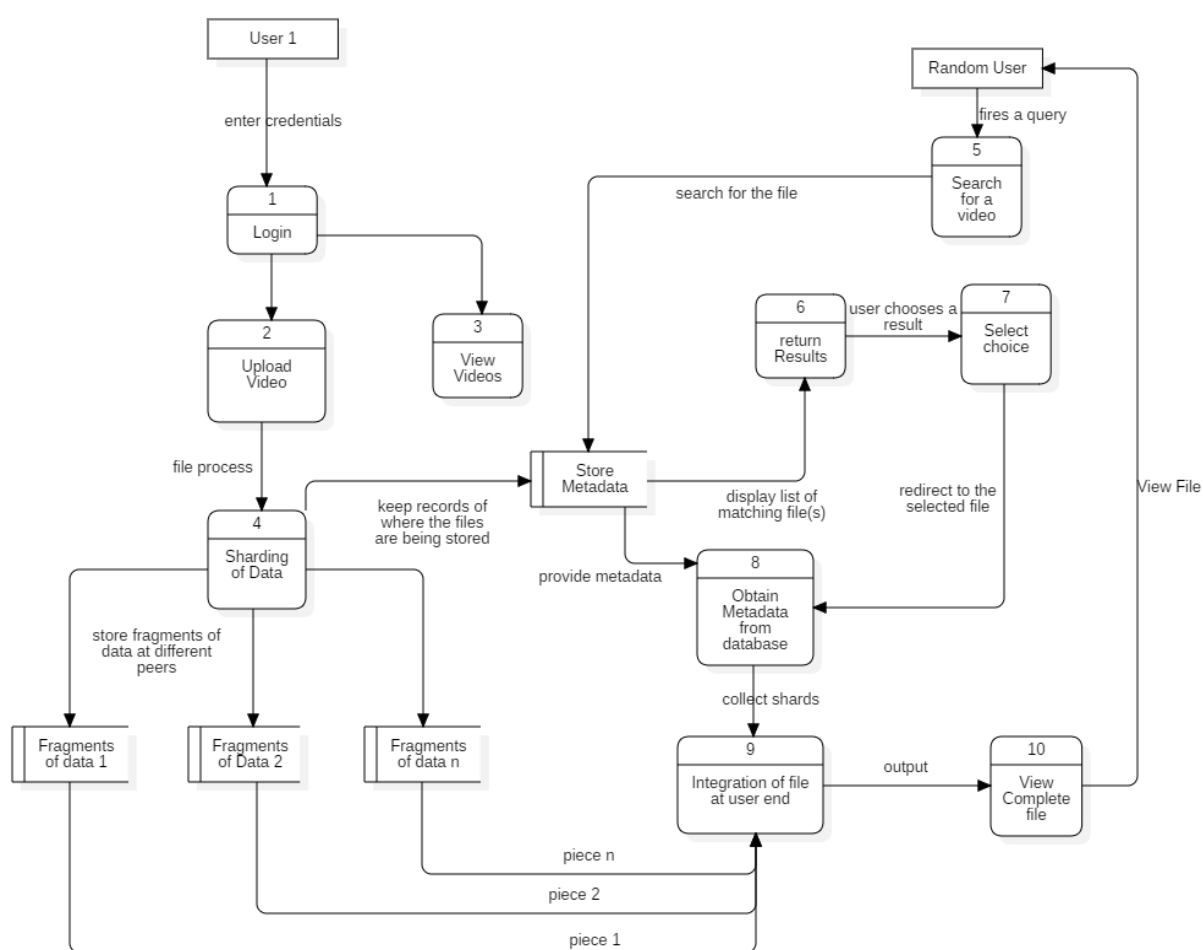 User 1
Random User
enter credentials
fires a query
5
Search
for a
video
1
Login
search for the file
2
Upload
Video
3
View
Videos
6
return
Results
user chooses a
result
7
Select
choice
file process
Store
Metadata
keep records of
where the files
are being stored
display list of
matching file(s)
redirect to the
selected file
View File
4
Sharding
of Data
provide metadata
8
Obtain
Metadata
from
database
store fragments of
data at different
peers
collect shards
Fragments
of data 1
Fragments
of Data 2
Fragments
of data n
9
Integration of file
at user end
output
10
View
Complete
file
piece n
piece 2
piece 1